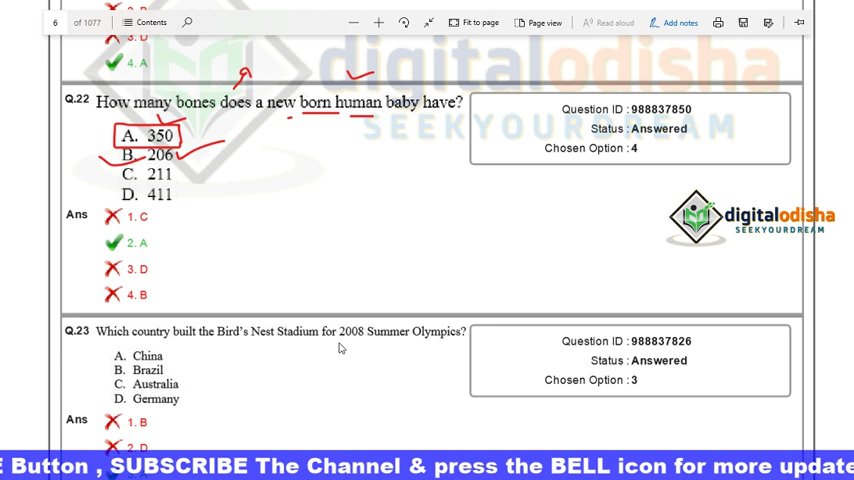 3. D
6 of 1077 Contents Fit to page Page view Read aloud Add notes
digitalodisha
4. A
Q.22 How many bones does a new born human baby have?
SEEKYOURDREAM
A. 350
B. 206
C. 211
D. 411
Question ID : 988837850
Status : Answered
Chosen Option : 4
Ans 1. C
2. A
3. D
4. B
digitalodisha
SEEKYOURDREAM
Q.23 Which country built the Bird's Nest Stadium for 2008 Summer Olympics?
A. China
B. Brazil
C. Australia
D. Germany
Question ID : 988837826
Status : Answered
Chosen Option : 3
Ans 1. B
2. D
E Button , SUBSCRIBE The Channel & press the BELL icon for more update